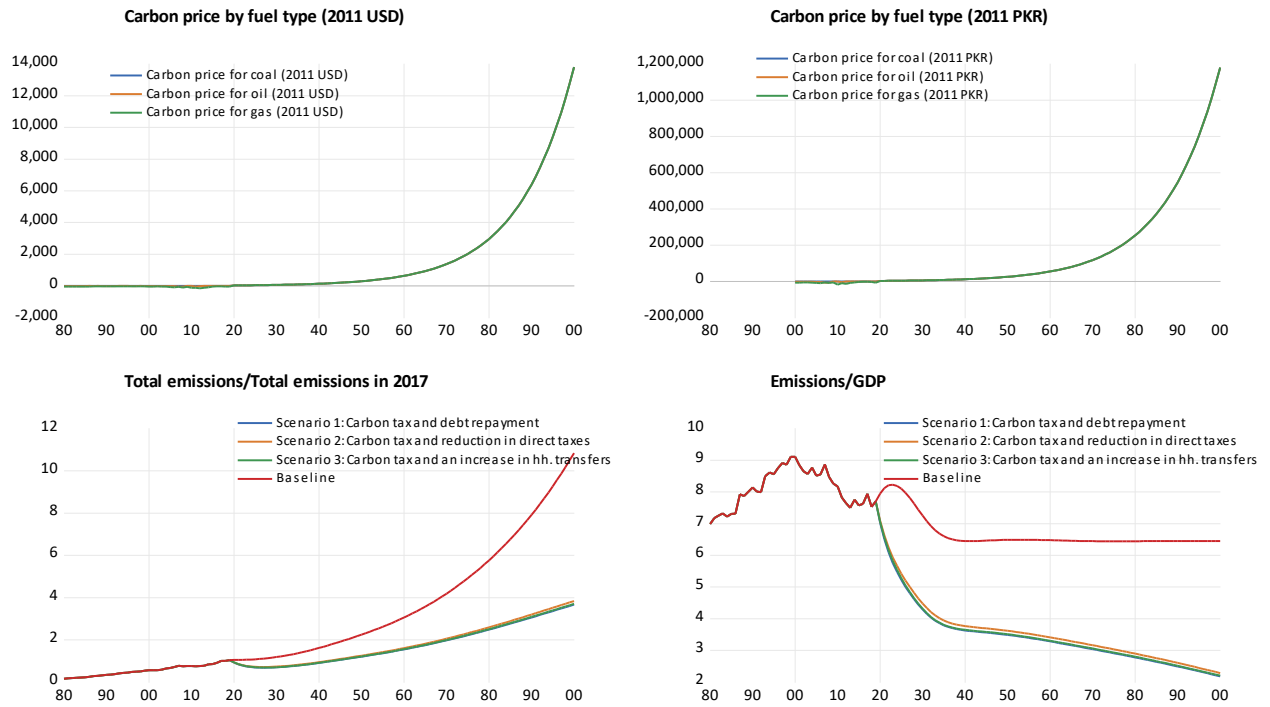 Carbon price by fuel type (2011 USD)
14,000
12,000
10,000
8,000
6,000
4,000
2,000
0
-2,000
Carbon price for coal (2011 USD)
Carbon price for oil (2011 USD)
Carbon price for gas (2011 USD)
80 90 00 10 20 30 40 50 60 70 80 90 00
Carbon price by fuel type (2011 PKR)
1,200,000
1,000,000
800,000
600,000
400,000
200,000
0
-200,000
Carbon price for coal (2011 PKR)
Carbon price for oil (2011 PKR)
Carbon price for gas (2011 PKR)
80 90 00 10 20 30 40 50 60 70 80 90 00
Total emissions/Total emissions in 2017
12
10
8
6
4
2
0
Scenario 1: Carbon tax and debt repayment
Scenario 2: Carbon tax and reduction in direct taxes
Scenario 3: Carbon tax and an increase in hh. transfers
Baseline
80 90 00 10 20 30 40 50 60 70 80 90 00
Emissions/GDP
10
9
8
7
6
5
4
3
2
Scenario 1: Carbon tax and debt repayment
Scenario 2: Carbon tax and reduction in direct taxes
Scenario 3: Carbon tax and an increase in hh. transfers
Baseline
80 90 00 10 20 30 40 50 60 70 80 90 00